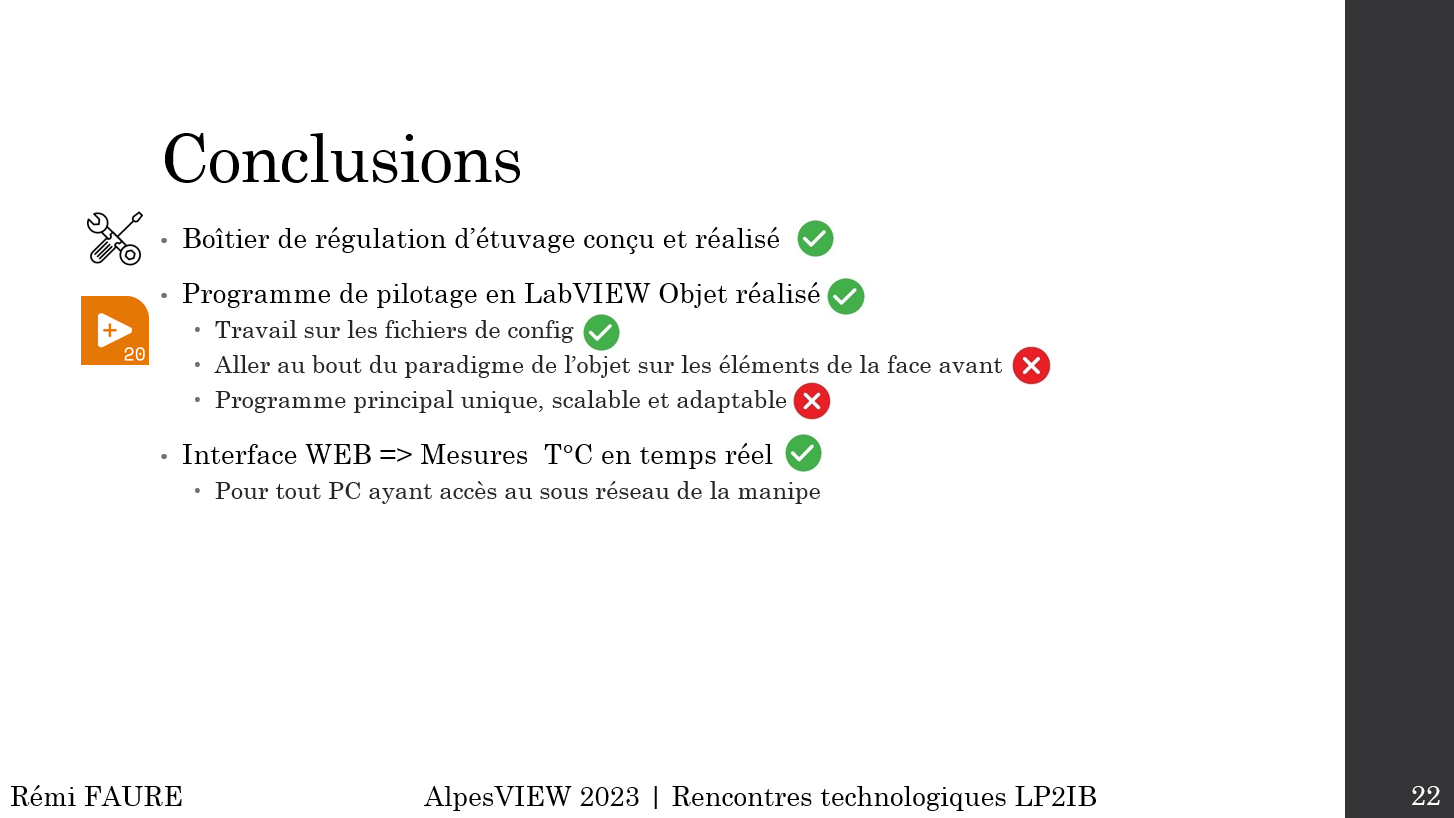 Conclusions
• Boîtier de régulation d’étuvage conçu et réalisé
• Programme de pilotage en LabVIEW Objet réalisé
• Travail sur les fichiers de config
20
• Aller au bout du paradigme de l’objet sur les éléments de la face avant
• Programme principal unique, scalable et adaptable
• Interface WEB => Mesures  T°C en temps réel
• Pour tout PC ayant accès au sous réseau de la manipe
Rémi FAURE
AlpesVIEW 2023 | Rencontres technologiques LP2IB
22